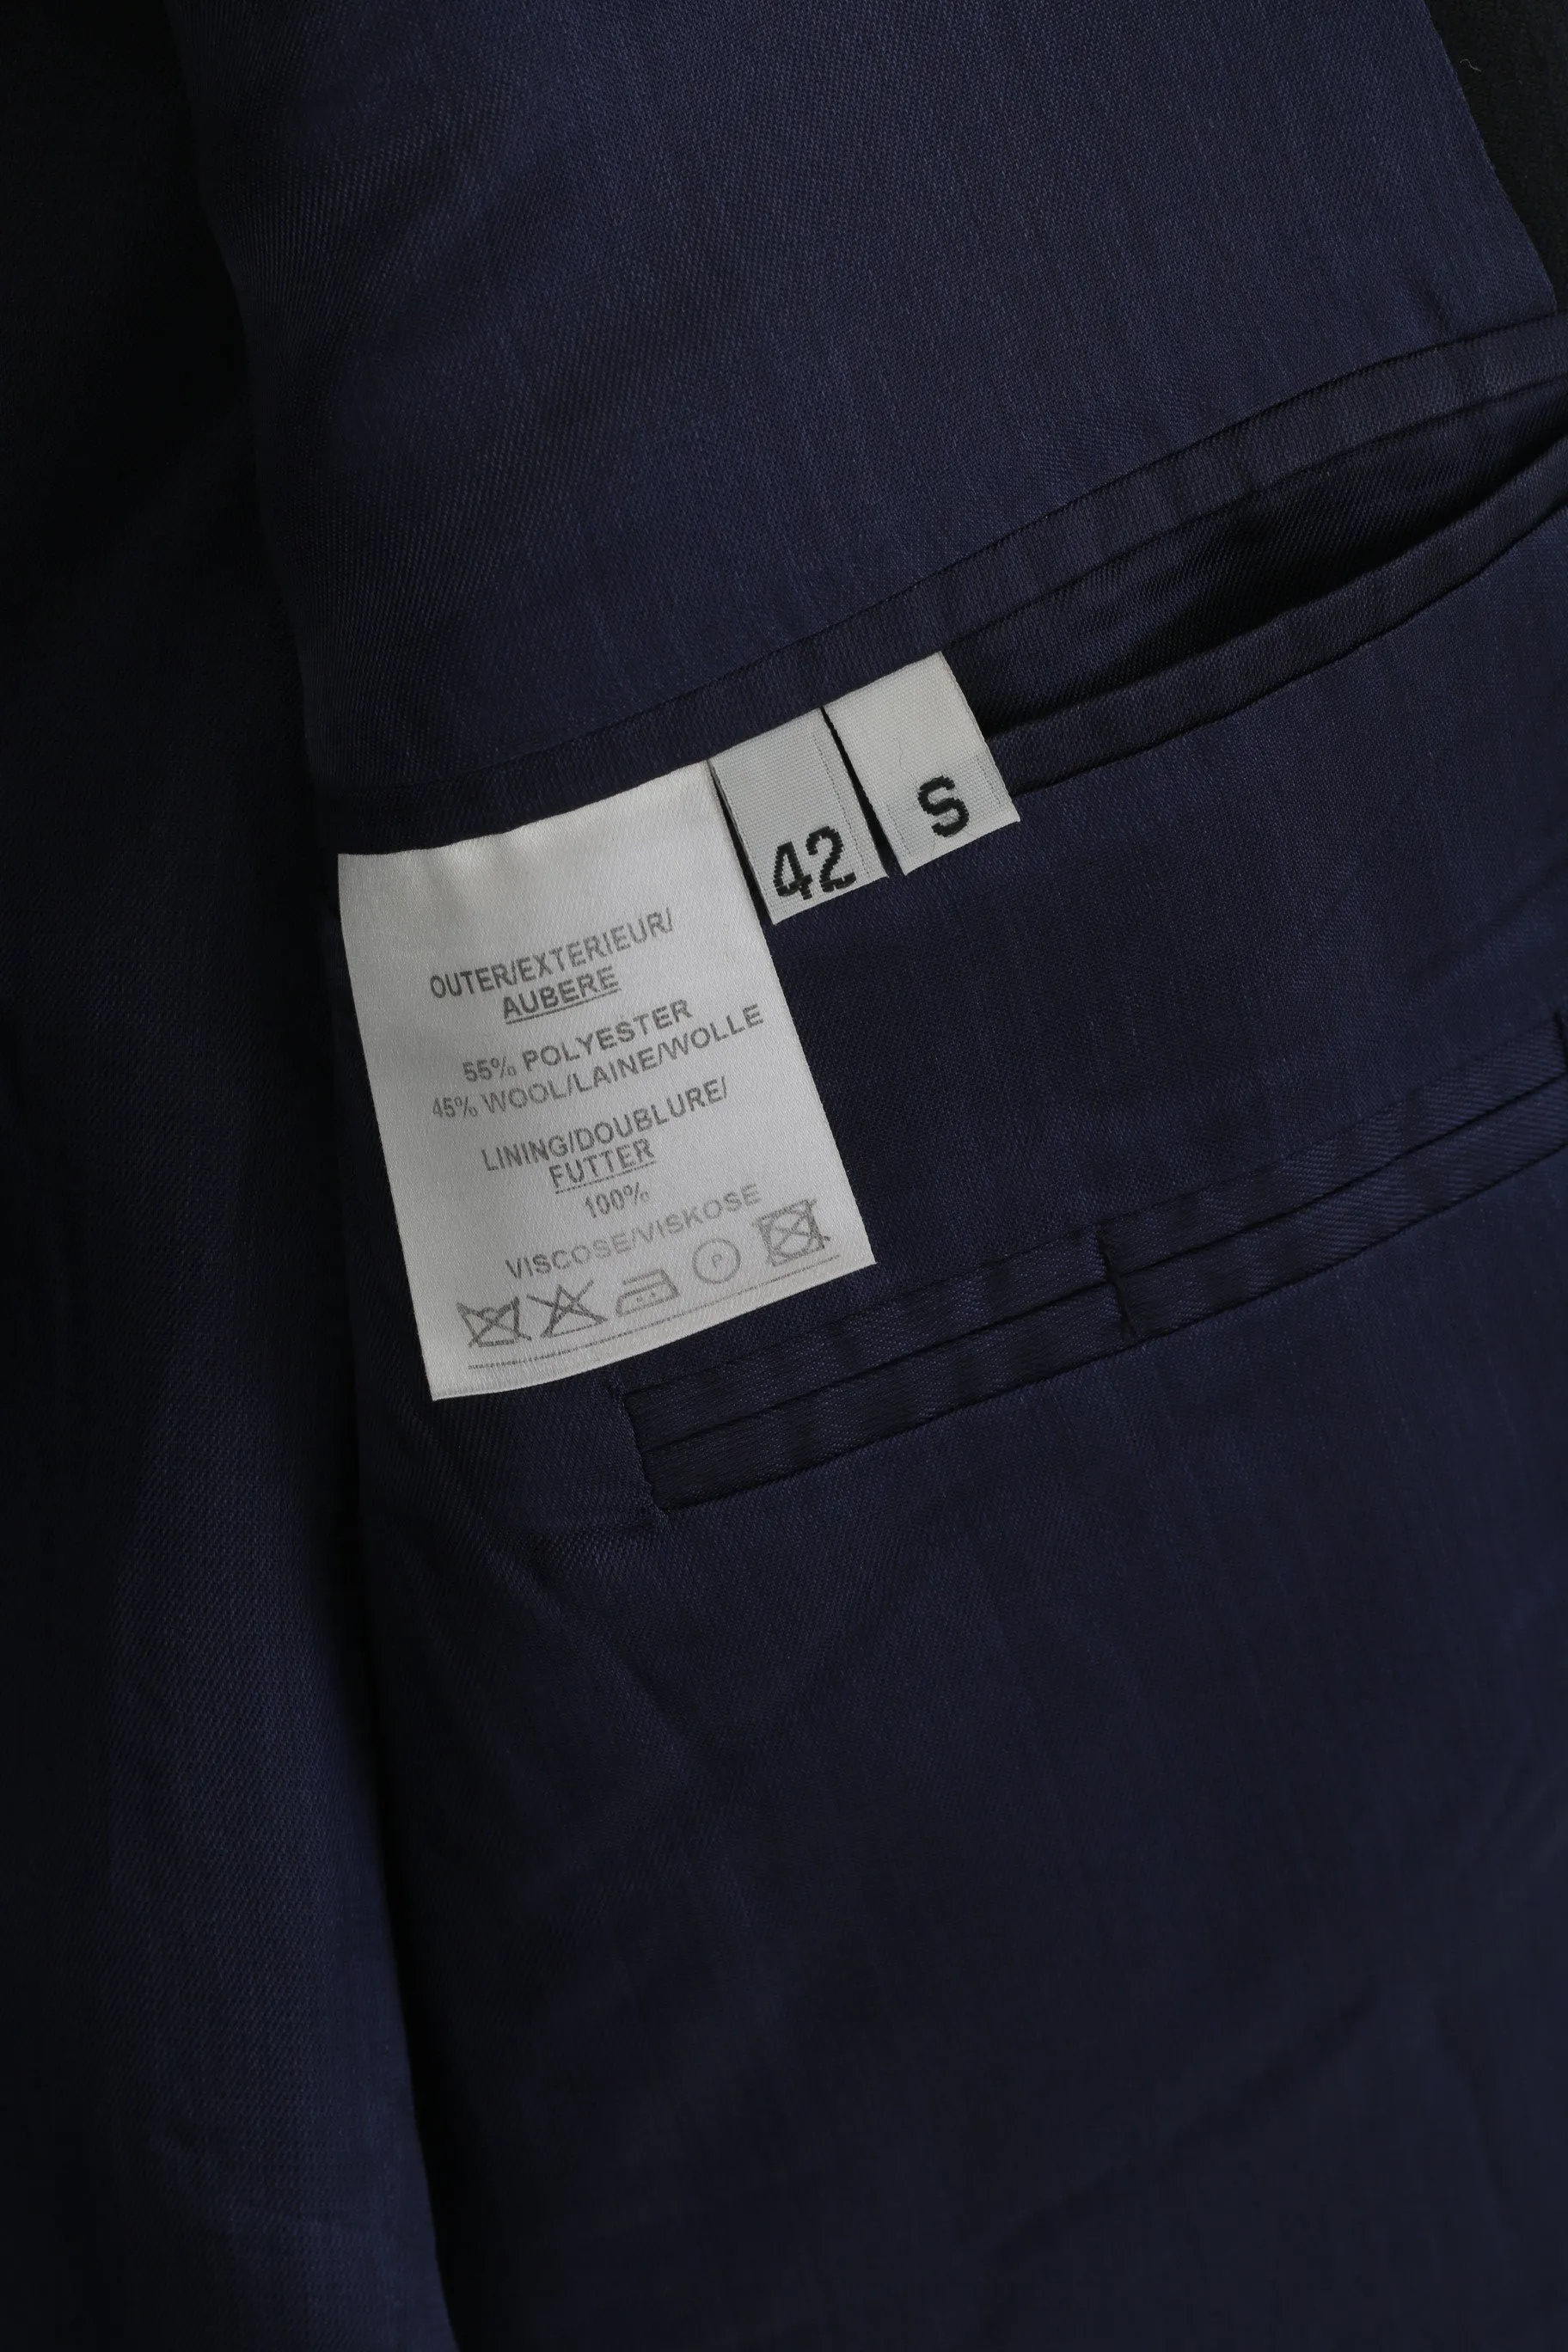 42
S
OUTER/EXTERIEUR/
AUBERE
55% POLYESTER
45% WOOL/LAINE/WOLLE
LINING/DOUBLURE/
FUTTER
100%
VISCOSE/VISKOSE
P